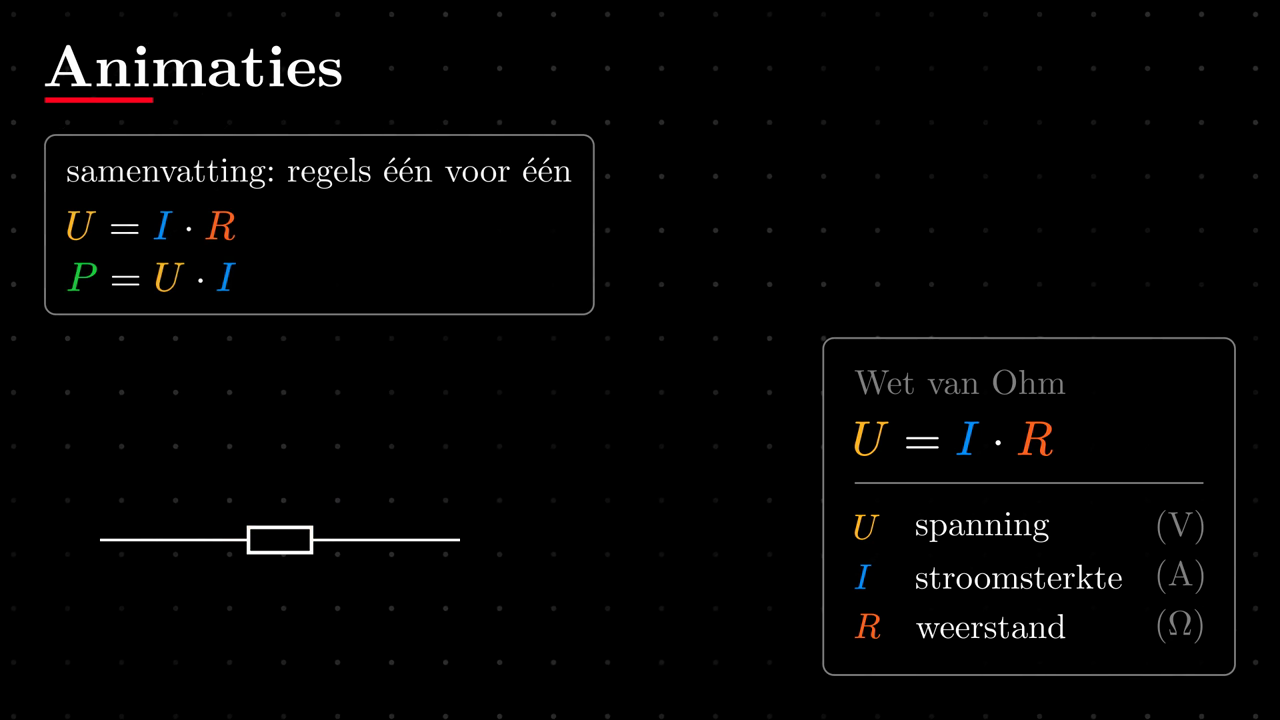 Animaties
samenvatting: regels één voor één
U = I · R
P = U · I
Wet van Ohm
U = I · R
U spanning (V)
I stroomsterkte (A)
R weerstand (Ω)